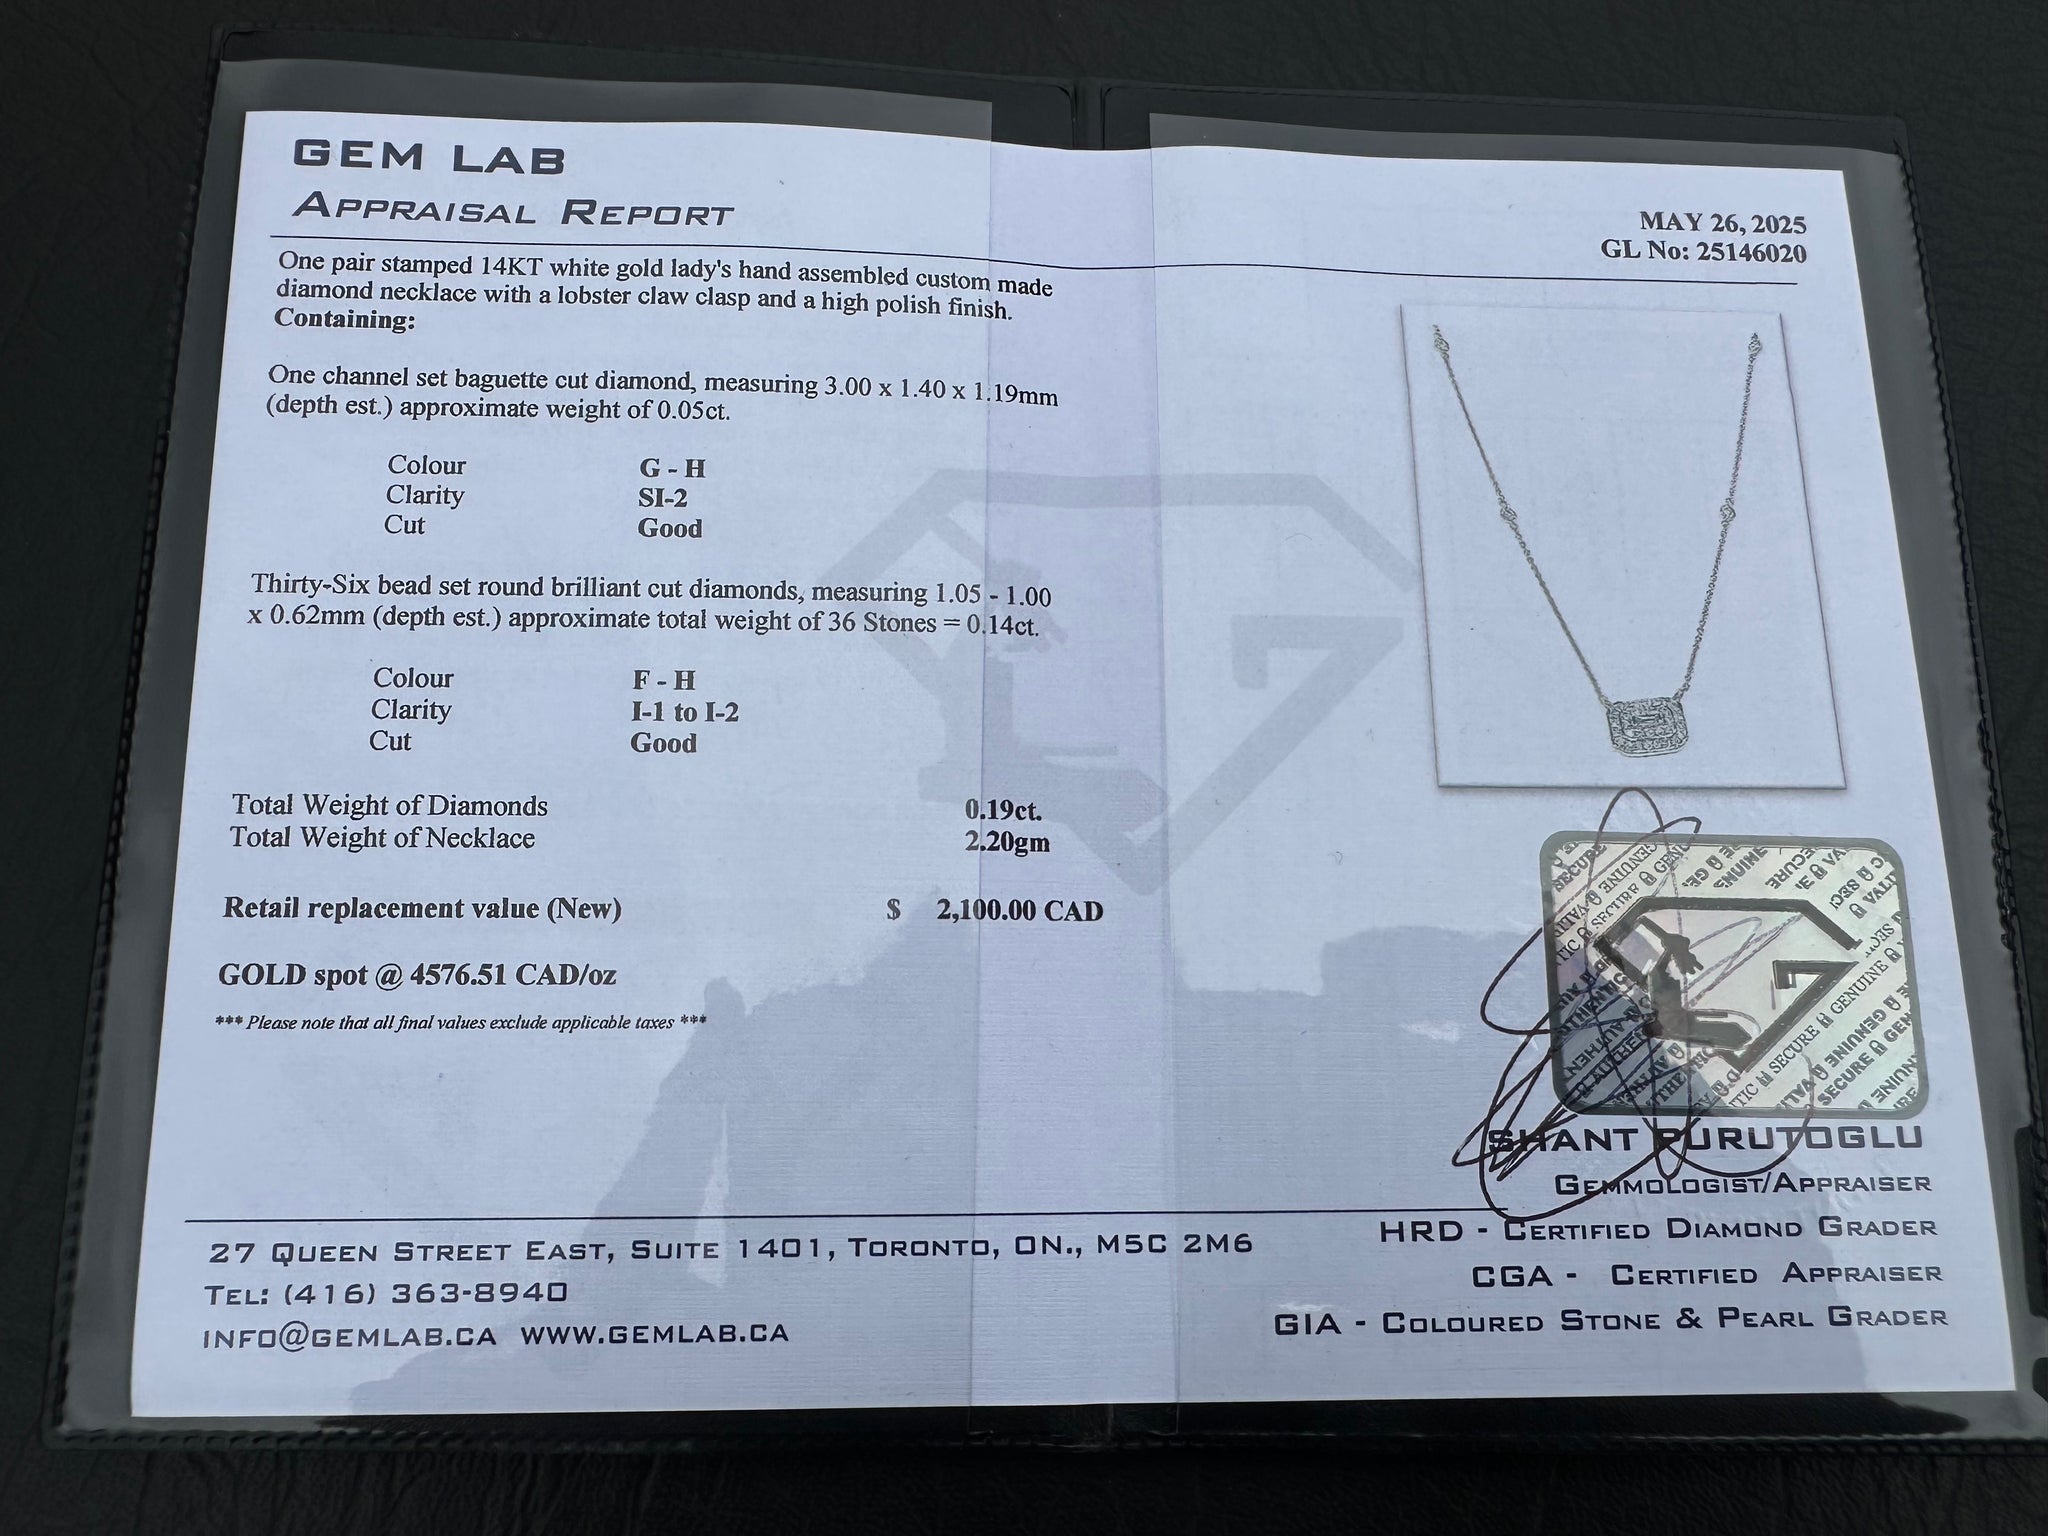 GEM LAB
APPRAISAL REPORT
MAY 26, 2025
GL No: 25146020
One pair stamped 14KT white gold lady's hand assembled custom made
diamond necklace with a lobster claw clasp and a high polish finish.
Containing:
One channel set baguette cut diamond, measuring 3.00 x 1.40 x 1.19mm
(depth est.) approximate weight of 0.05ct.
Colour G - H
Clarity SI-2
Cut Good
Thirty-Six bead set round brilliant cut diamonds, measuring 1.05 - 1.00
x 0.62mm (depth est.) approximate total weight of 36 Stones = 0.14ct.
Colour F - H
Clarity I-1 to I-2
Cut Good
Total Weight of Diamonds 0.19ct.
Total Weight of Necklace 2.20gm
Retail replacement value (New) $ 2,100.00 CAD
GOLD spot @ 4576.51 CAD/oz
*** Please note that all final values exclude applicable taxes ***
SECURE GENUINE
SHANT PURUTOGLU
GEMMOLOGIST/APPRAISER
HRD - CERTIFIED DIAMOND GRADER
CGA - CERTIFIED APPRAISER
GIA - COLOURED STONE & PEARL GRADER
27 QUEEN STREET EAST, SUITE 1401, TORONTO, ON., M5C 2M6
TEL: (416) 363-8940
INFO@GEMLAB.CA WWW.GEMLAB.CA